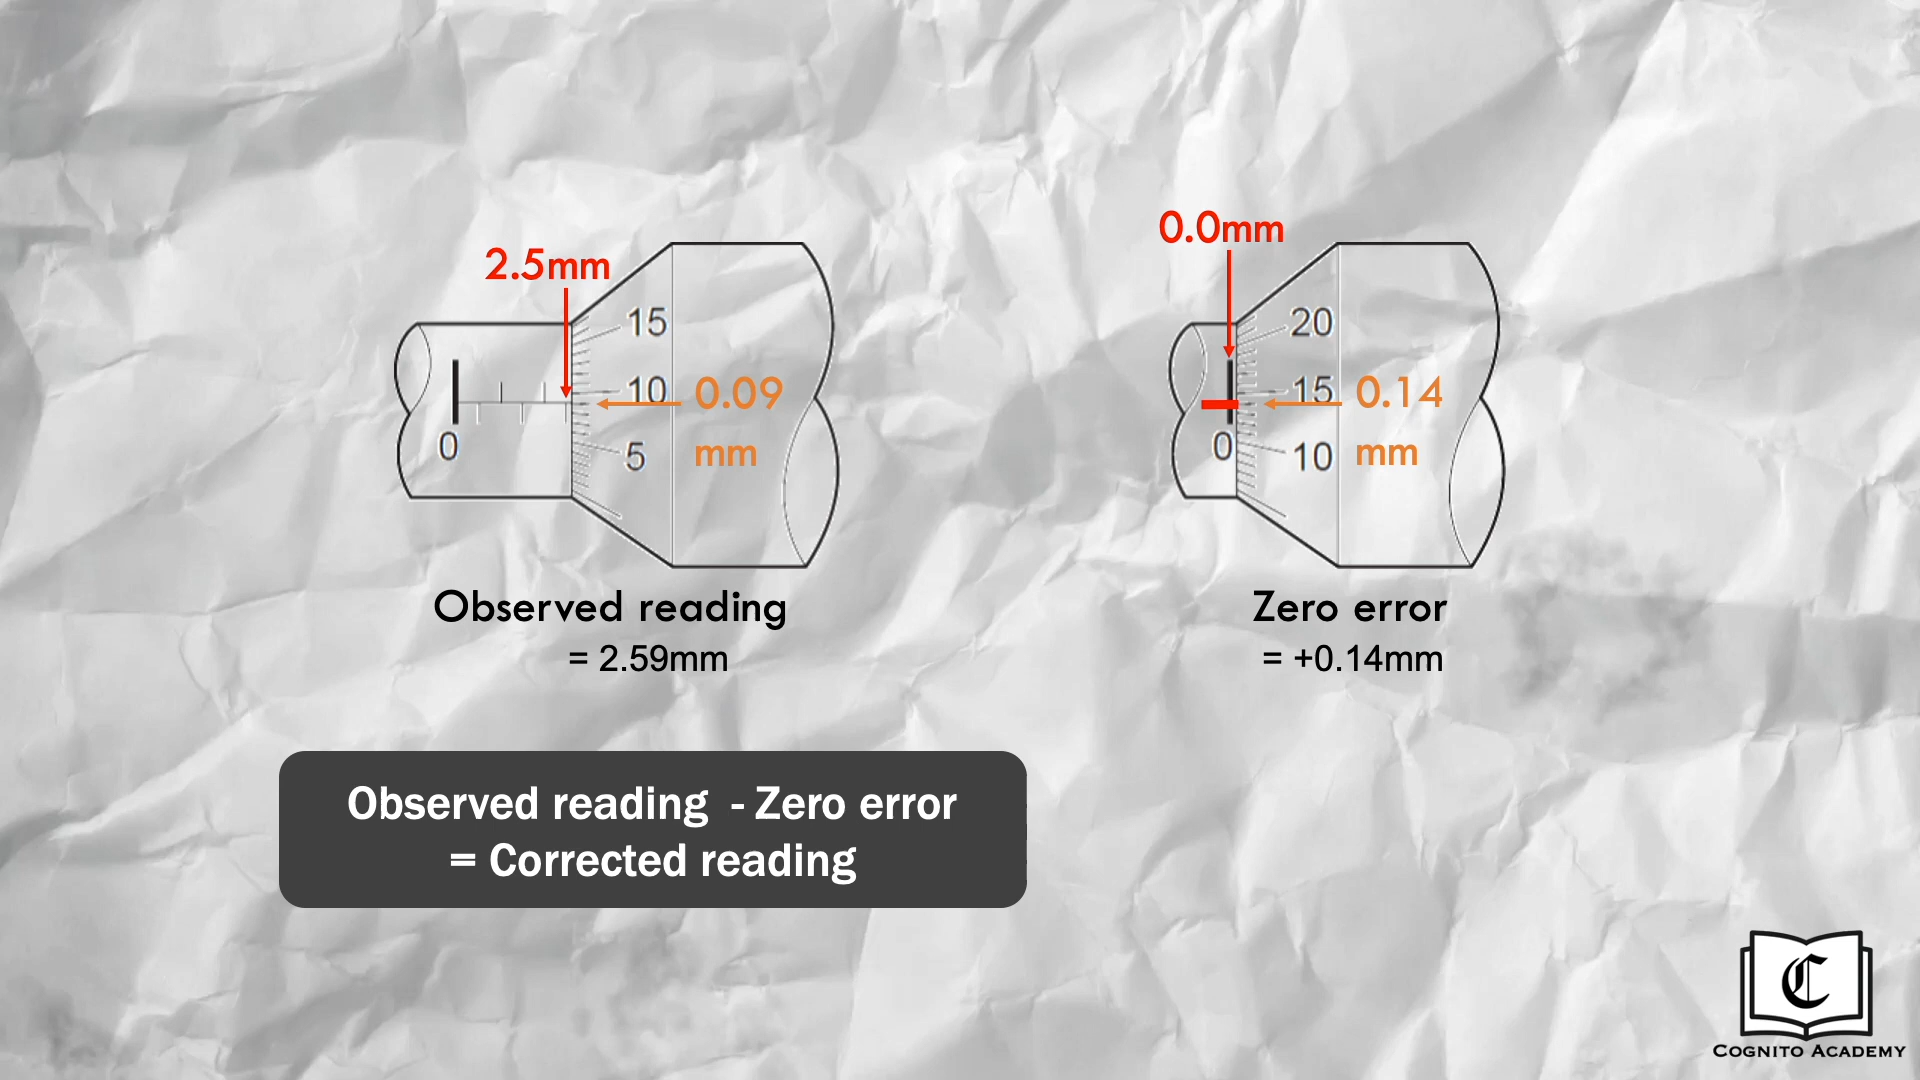 0.0mm
2.5mm
15
10
0.09
mm
0
5
20
15
0.14
mm
0
10
Observed reading
= 2.59mm
Zero error
= +0.14mm
Observed reading - Zero error
= Corrected reading
C
COGNITO ACADEMY